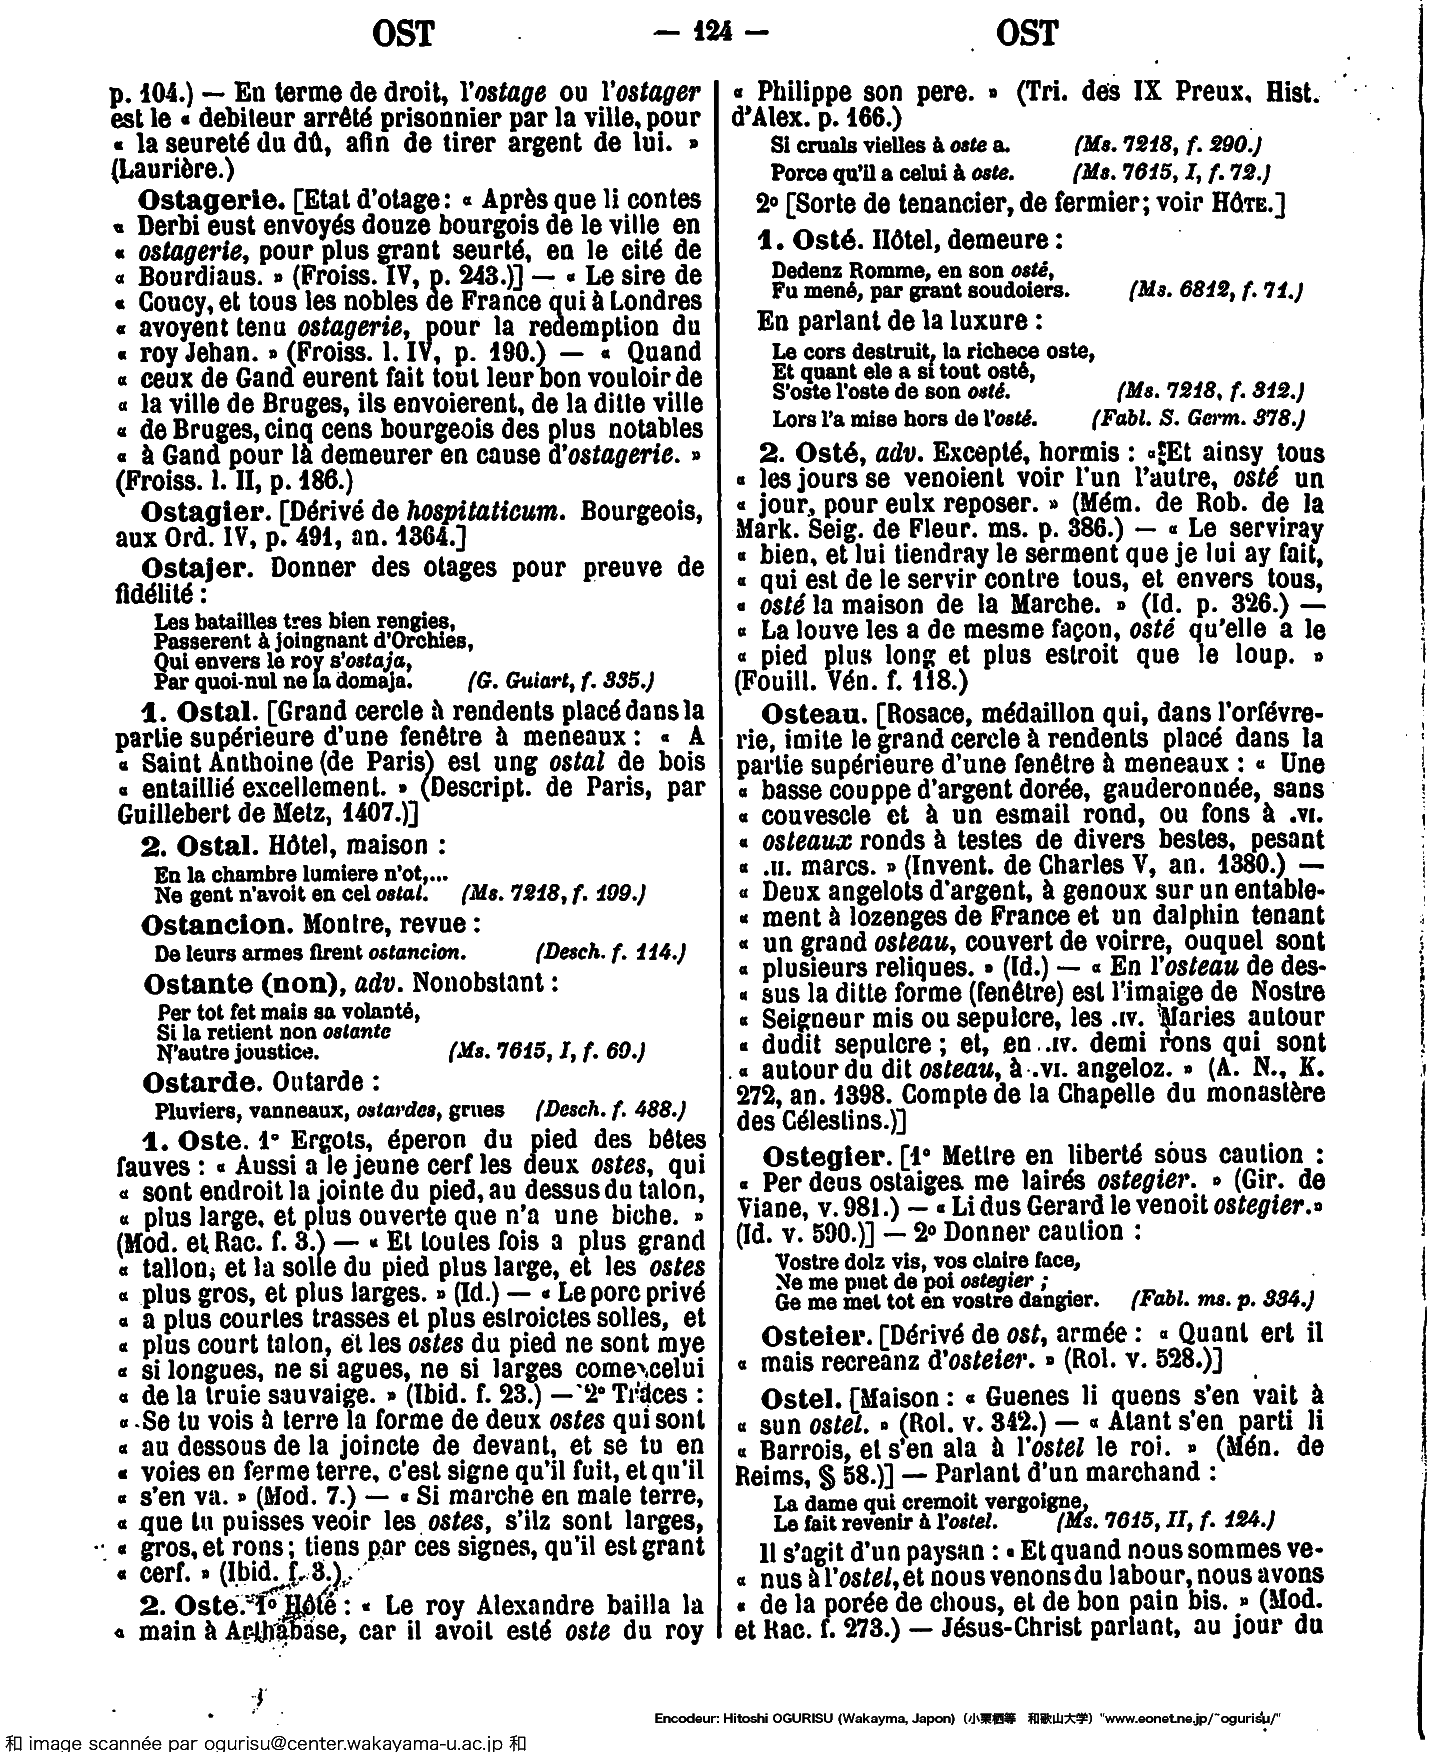 OST — 124 — OST
p. 104.) — En terme de droit, l'ostage ou l'ostager
est le « debiteur arrêté prisonnier par la ville, pour
« la seureté du dû, afin de tirer argent de lui. »
(Laurière.)
Ostagerie. [Etat d'otage : « Après que li contes
« Derbi eust envoyés douze bourgois de le ville en
« ostagerie, pour plus grant seurté, en le cité de
« Bourdiaus. » (Froiss. IV, p. 243.)] — « Le sire de
« Coucy, et tous les nobles de France qui à Londres
« avoyent tenu ostagerie, pour la redemption du
« roy Jehan. » (Froiss. l. IV, p. 190.) — « Quand
« ceux de Gand eurent fait tout leur bon vouloir de
« la ville de Bruges, ils envoierent, de la ditte ville
« de Bruges, cinq cens bourgeois des plus notables
« à Gand pour là demeurer en cause d'ostagerie. »
(Froiss. l. II, p. 186.)
Ostagier. [Dérivé de hospitaticum. Bourgeois,
aux Ord. IV, p. 491, an. 1364.]
Ostajer. Donner des otages pour preuve de
fidélité :
Les batailles tres bien rengies,
Passerent à joingnant d'Orchies,
Qui envers le roy s'ostaja,
Par quoi-nul ne la domaja. (G. Guiart, f. 335.)
1. Ostal. [Grand cercle à rendents placé dans la
partie supérieure d'une fenêtre à meneaux : « A
« Saint Anthoine (de Paris) est ung ostal de bois
« entaillié excellement. » (Descript. de Paris, par
Guillebert de Metz, 1407.)]
2. Ostal. Hôtel, maison :
En la chambre lumiere n'ot,...
Ne gent n'avoit en cel ostal. (Ms. 7218, f. 199.)
Ostancion. Montre, revue :
De leurs armes firent ostancion. (Desch. f. 114.)
Ostante (non), adv. Nonobstant :
Per tot fet mais sa volanté,
Si la retient non ostante
N'autre joustice. (Ms. 7615, I, f. 69.)
Ostarde. Outarde :
Pluviers, vanneaux, ostardes, grues (Desch. f. 488.)
1. Oste. 1° Ergots, éperon du pied des bêtes
fauves : « Aussi a le jeune cerf les deux ostes, qui
« sont endroit la jointe du pied, au dessus du talon,
« plus large, et plus ouverte que n'a une biche. »
(Mod. et Rac. f. 3.) — « Et toutes fois a plus grand
« tallon, et la solle du pied plus large, et les ostes
« plus gros, et plus larges. » (Id.) — « Le porc privé
« a plus courtes trasses et plus estroictes solles, et
« plus court talon, et les ostes du pied ne sont mye
« si longues, ne si agues, ne si larges come celui
« de la truie sauvaige. » (Ibid. f. 23.) — 2° Traces :
« Se tu vois à terre la forme de deux ostes qui sont
« au dessous de la joincte de devant, et se tu en
« voies en ferme terre, c'est signe qu'il fuit, et qu'il
« s'en va. » (Mod. 7.) — « Si marche en male terre,
« que tu puisses veoir les ostes, s'ilz sont larges,
« gros, et rons ; tiens par ces signes, qu'il est grant
« cerf. » (Ibid. f. 3.)
2. Oste. 1° Hôte : « Le roy Alexandre bailla la
« main à Arthabase, car il avoit esté oste du roy
« Philippe son pere. » (Tri. des IX Preux, Hist.
d'Alex. p. 166.)
Si cruals vielles à oste a. (Ms. 7218, f. 290.)
Porce qu'il a celui à oste. (Ms. 7615, I, f. 72.)
2° [Sorte de tenancier, de fermier ; voir HÔTE.]
1. Osté. Hôtel, demeure :
Dedenz Romme, en son osté,
Fu mené, par grant soudoiers. (Ms. 6812, f. 71.)
En parlant de la luxure :
Le cors destruit, la richece oste,
Et quant ele a si tout osté,
S'oste l'oste de son osté. (Ms. 7218, f. 312.)
Lors l'a mise hors de l'osté. (Fabl. S. Germ. 378.)
2. Osté, adv. Excepté, hormis : « Et ainsy tous
« les jours se venoient voir l'un l'autre, osté un
« jour, pour eulx reposer. » (Mém. de Rob. de la
Mark. Seig. de Fleur. ms. p. 386.) — « Le serviray
« bien, et lui tiendray le serment que je lui ay fait,
« qui est de le servir contre tous, et envers tous,
« osté la maison de la Marche. » (Id. p. 326.) —
« La louve les a de mesme façon, osté qu'elle a le
« pied plus long et plus estroit que le loup. »
(Fouill. Vén. f. 118.)
Osteau. [Rosace, médaillon qui, dans l'orfévre-
rie, imite le grand cercle à rendents placé dans la
partie supérieure d'une fenêtre à meneaux : « Une
« basse couppe d'argent dorée, gauderonnée, sans
« couvescle et à un esmail rond, ou fons à .VI.
« osteaux ronds à testes de divers bestes, pesant
« .II. marcs. » (Invent. de Charles V, an. 1380.) —
« Deux angelots d'argent, à genoux sur un entable-
« ment à lozenges de France et un dalphin tenant
« un grand osteau, couvert de voirre, ouquel sont
« plusieurs reliques. » (Id.) — « En l'osteau de des-
« sus la ditte forme (fenêtre) est l'imaige de Nostre
« Seigneur mis ou sepulcre, les .IV. Maries autour
« dudit sepulcre ; et, en .IV. demi rons qui sont
« autour du dit osteau, à .VI. angeloz. » (A. N., K.
272, an. 1398. Compte de la Chapelle du monastère
des Célestins.)]
Ostegier. [1° Mettre en liberté sous caution :
« Per deus ostaiges me lairés ostegier. » (Gir. de
Viane, v. 981.) — « Li dus Gerard le venoit ostegier.»
(Id. v. 590.)] — 2° Donner caution :
Vostre dolz vis, vos claire face,
Ne me puet de poi ostegier ;
Ge me met tot en vostre dangier. (Fabl. ms. p. 334.)
Osteier. [Dérivé de ost, armée : « Quant ert il
« mais recreanz d'osteier. » (Rol. v. 528.)]
Ostel. [Maison : « Guenes li quens s'en vait à
« sun ostel. » (Rol. v. 342.) — « Atant s'en parti li
« Barrois, et s'en ala à l'ostel le roi. » (Mén. de
Reims, § 58.)] — Parlant d'un marchand :
La dame qui cremoit vergoigne,
Le fait revenir à l'ostel. (Ms. 7615, II, f. 124.)
Il s'agit d'un paysan : « Et quand nous sommes ve-
« nus à l'ostel, et nous venons du labour, nous avons
« de la porée de chous, et de bon pain bis. » (Mod.
et Rac. f. 273.) — Jésus-Christ parlant, au jour du
Encodeur: Hitoshi OGURISU (Wakayma, Japon) (小栗栖等 和歌山大学) "www.eonet.ne.jp/~ogurisu/"
和 image scannée par ogurisu@center.wakayama-u.ac.jp 和